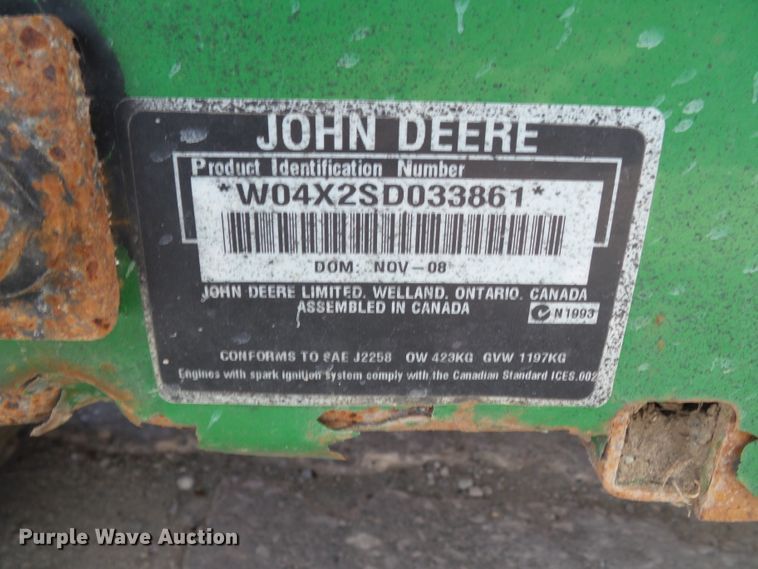 JOHN DEERE
Product Identification Number
*W04X2SD033861*
DOM: NOV-08
JOHN DEERE LIMITED, WELLAND, ONTARIO, CANADA
ASSEMBLED IN CANADA
N1993
CONFORMS TO SAE J2258 OW 423KG GVW 1197KG
Engines with spark ignition system comply with the Canadian Standard ICES.002
Purple Wave Auction